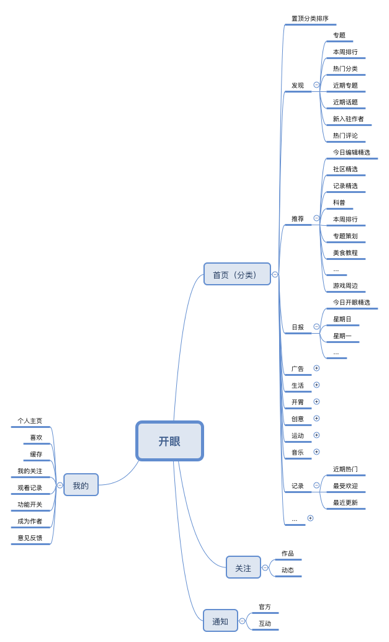 开眼
首页（分类）
置顶分类排序
发现
专题
本周排行
热门分类
近期专题
近期话题
新入驻作者
热门评论
推荐
今日编辑精选
社区精选
记录精选
科普
本周排行
专题策划
美食教程
...
游戏周边
日报
今日开眼精选
星期日
星期一
...
广告
生活
开胃
创意
运动
音乐
记录
近期热门
最受欢迎
最近更新
...
关注
作品
动态
通知
官方
互动
我的
个人主页
喜欢
缓存
我的关注
观看记录
功能开关
成为作者
意见反馈